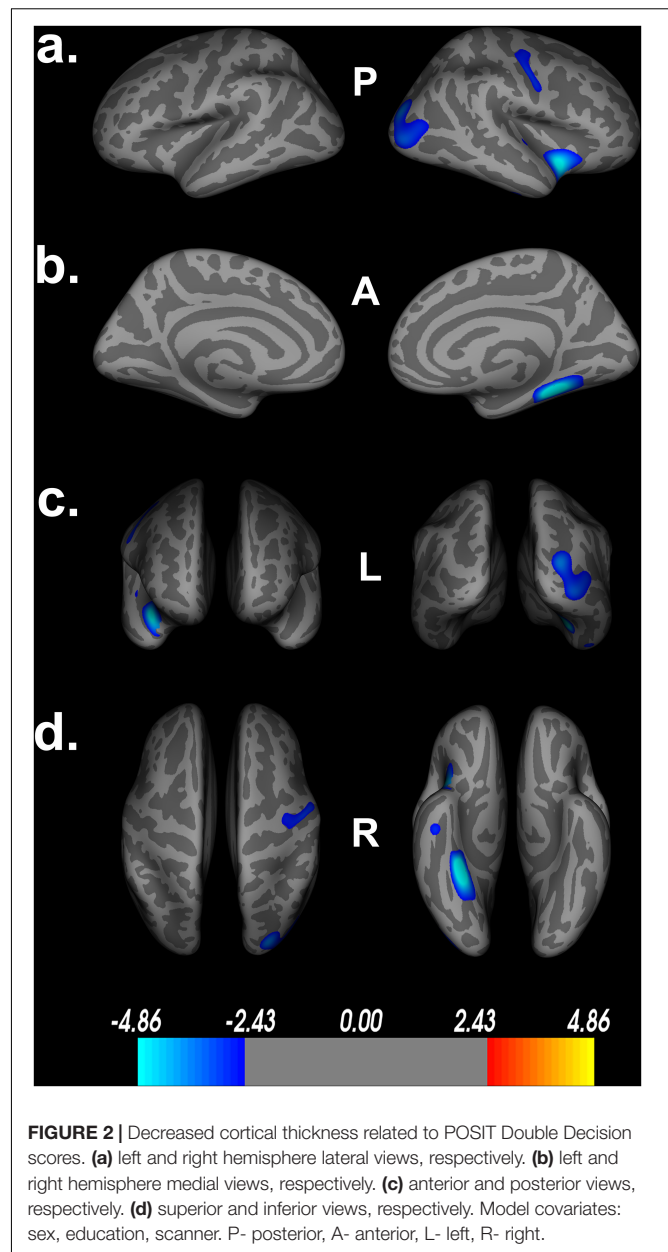 a.
P
b.
A
c.
L
d.
R
-4.86 -2.43 0.00 2.43 4.86
FIGURE 2 | Decreased cortical thickness related to POSIT Double Decision
scores. (a) left and right hemisphere lateral views, respectively. (b) left and
right hemisphere medial views, respectively. (c) anterior and posterior views,
respectively. (d) superior and inferior views, respectively. Model covariates:
sex, education, scanner. P- posterior, A- anterior, L- left, R- right.